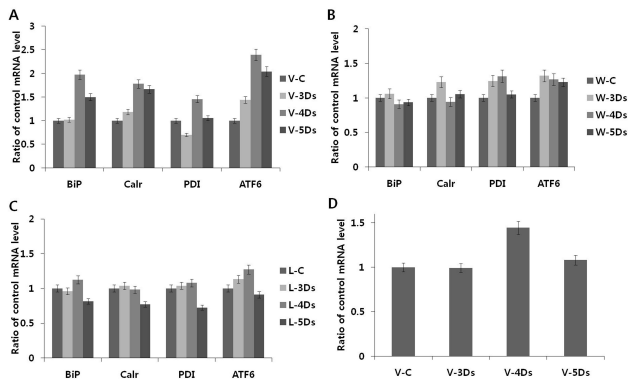 A
Ratio of control mRNA level
3
2.5
2
1.5
1
0.5
0
BiP
Calr
PDI
ATF6
V-C
V-3Ds
V-4Ds
V-5Ds
B
Ratio of control mRNA level
2
1.5
1
0.5
0
BiP
Calr
PDI
ATF6
W-C
W-3Ds
W-4Ds
W-5Ds
C
Ratio of control mRNA level
2
1.5
1
0.5
0
BiP
Calr
PDI
ATF6
L-C
L-3Ds
L-4Ds
L-5Ds
D
Ratio of control mRNA level
1.5
1
0.5
0
V-C
V-3Ds
V-4Ds
V-5Ds